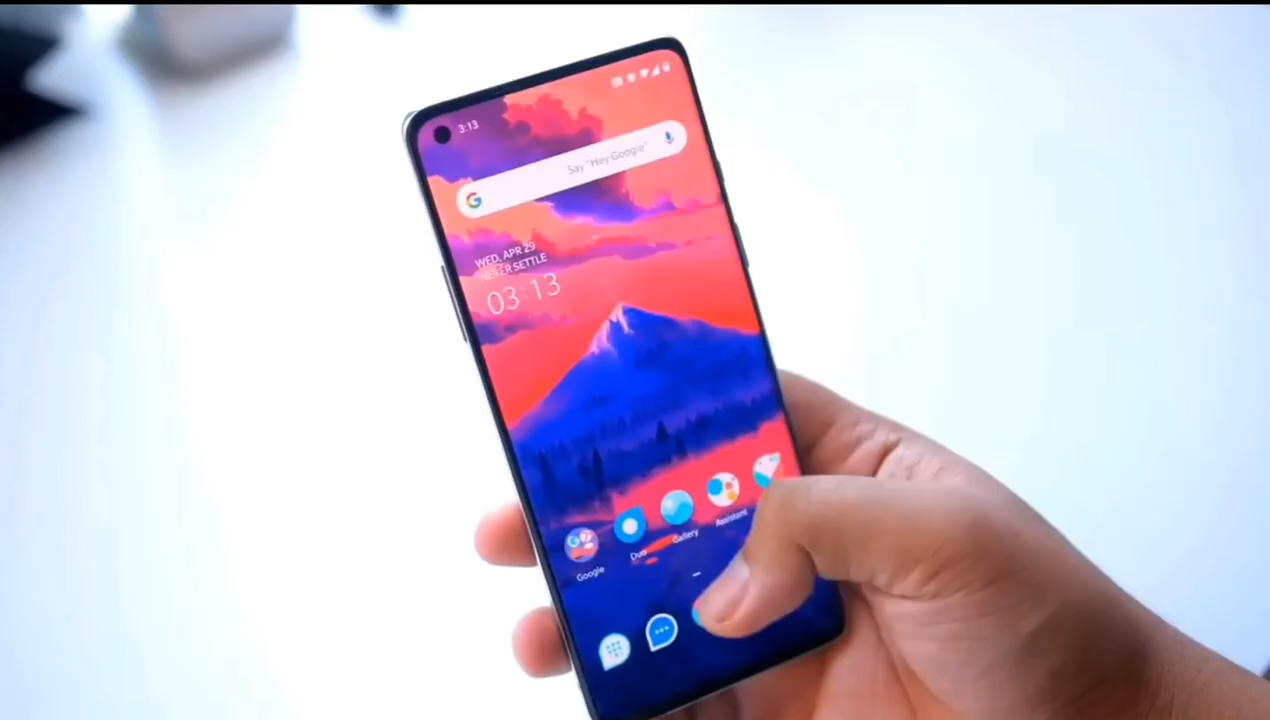 3:13
Say "Hey Google"
WED, APR 29
NEVER SETTLE
03:13
Google
Duo
Gallery
Assistant